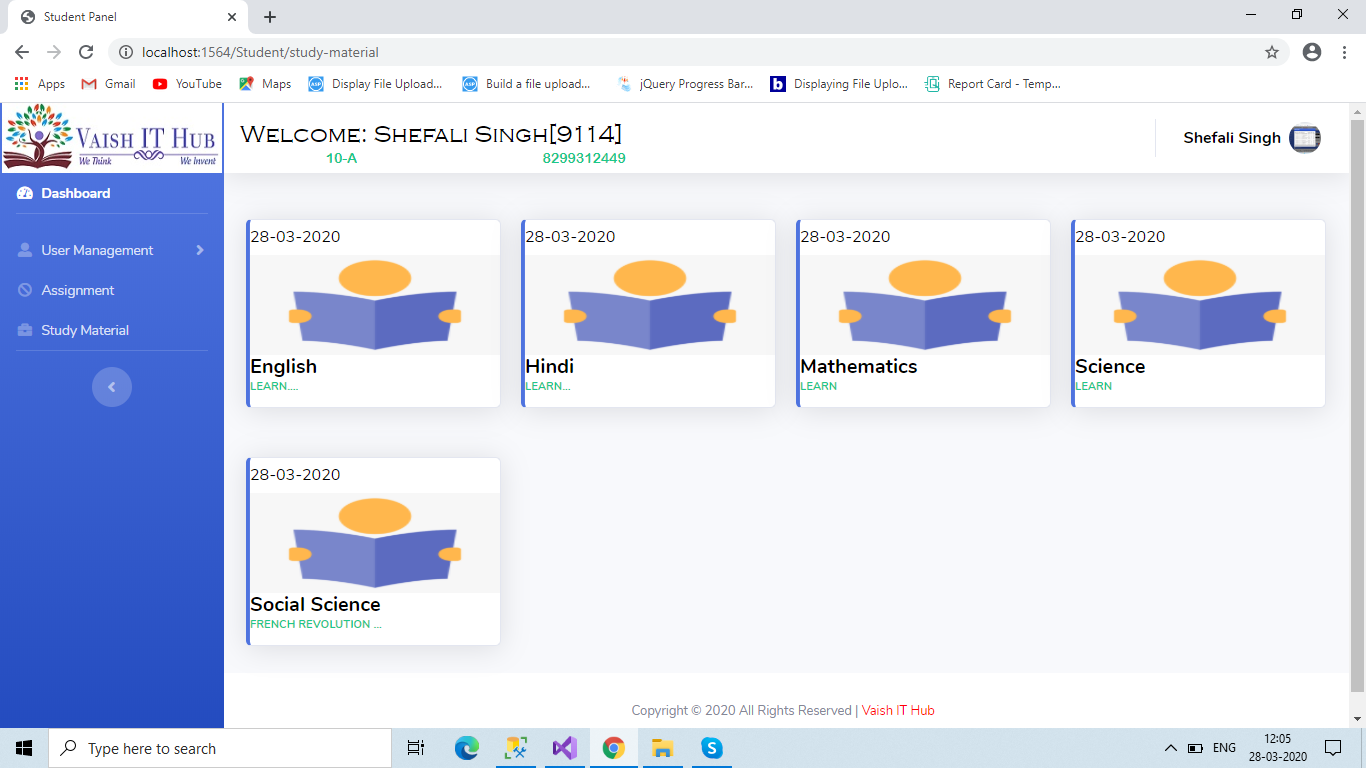 Student Panel
localhost:1564/Student/study-material
Apps Gmail YouTube Maps Display File Upload... Build a file upload... jQuery Progress Bar... Displaying File Uplo... Report Card - Temp...
Vaish IT Hub
We Think We Invent
Welcome: Shefali Singh[9114]
10-A 8299312449
Shefali Singh
Dashboard
User Management
Assignment
Study Material
28-03-2020 28-03-2020 28-03-2020 28-03-2020
English Hindi Mathematics Science
LEARN.... LEARN... LEARN LEARN
28-03-2020
Social Science
FRENCH REVOLUTION ...
Copyright © 2020 All Rights Reserved | Vaish IT Hub
Type here to search
ENG
12:05
28-03-2020